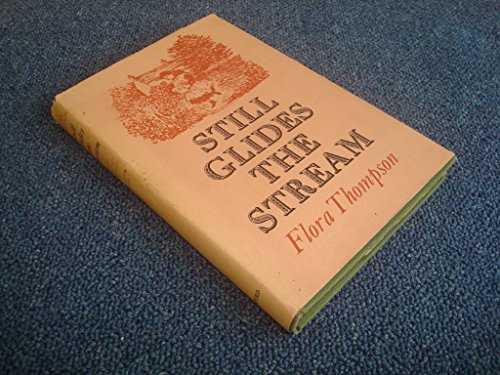 STILL
GLIDES
THE
STREAM
Flora Thompson